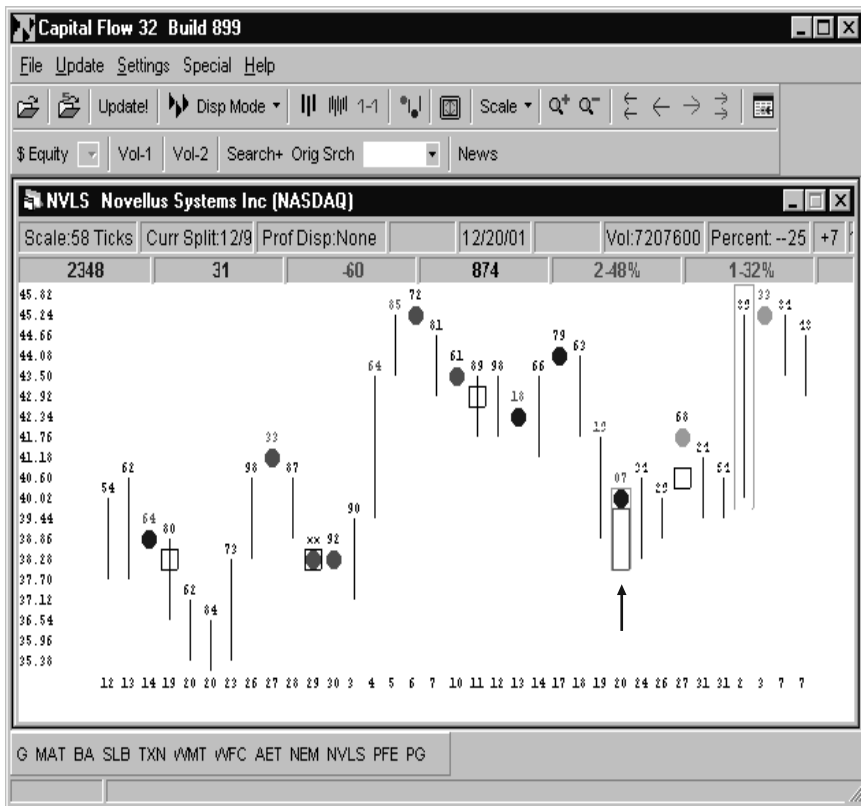 Capital Flow 32 Build 899
File Update Settings Special Help
Update! Disp Mode 1-1 Scale Q+ Q-
$ Equity Vol-1 Vol-2 Search+ Orig Srch News
NVLS Novellus Systems Inc (NASDAQ)
Scale:58 Ticks Curr Split:12/9 Prof Disp:None 12/20/01 Vol:7207600 Percent: --25 +7
2348 31 -60 874 2-48% 1-32%
45.82
45.24
44.66
44.08
43.50
42.92
42.34
41.76
41.18
40.60
40.02
39.44
38.86
38.28
37.70
37.12
36.54
35.96
35.38
54 62 64 80 62 84 73 98 33 87 xx 92 90 64 85 72 81 61 89 98 18 66 79 63 07 68 33
12 13 14 19 20 20 23 26 27 28 29 30 3 4 5 6 7 10 11 12 13 14 17 18 19 20 24 26 27 31 31 2 3 7 7
G MAT BA SLB TXN WMT WFC AET NEM NVLS PFE PG